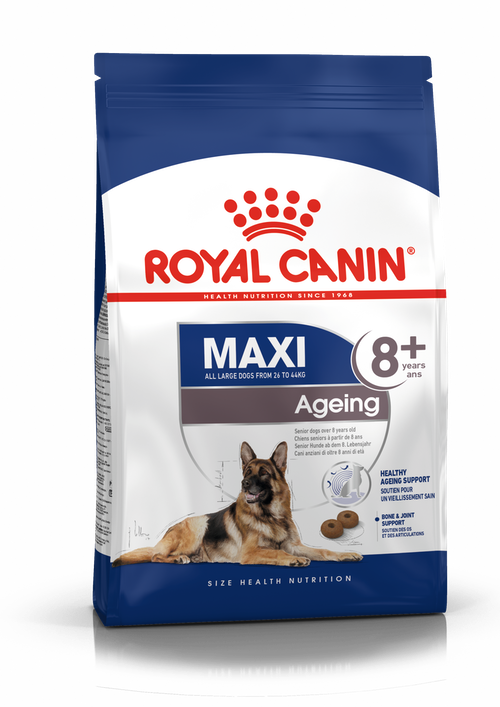 ROYAL CANIN®
HEALTH NUTRITION SINCE 1968
MAXI
ALL LARGE DOGS FROM 26 TO 44KG
8+
years
ans
Ageing
Senior dogs over 8 years old
Chiens seniors à partir de 8 ans
Senior Hunde ab dem 8. Lebensjahr
Cani anziani di oltre 8 anni di età
HEALTHY
AGEING SUPPORT
SOUTIEN POUR
UN VIEILLISSEMENT SAIN
BONE & JOINT
SUPPORT
SOUTIEN DES OS
ET DES ARTICULATIONS
SIZE HEALTH NUTRITION